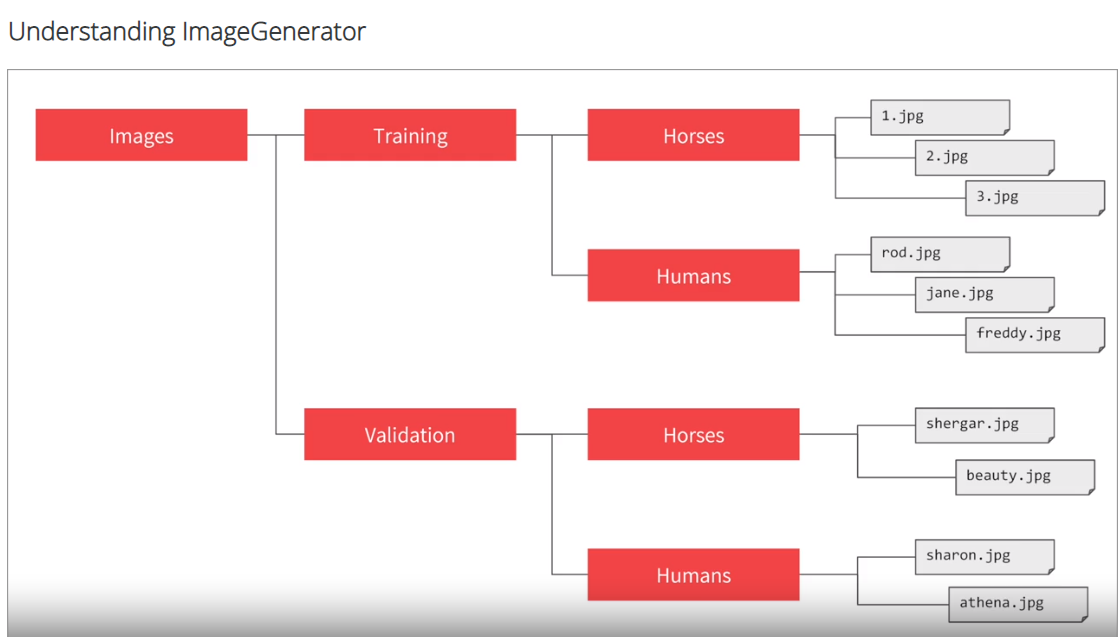 Understanding ImageGenerator
Images
Training
Horses
1.jpg
2.jpg
3.jpg
Humans
rod.jpg
jane.jpg
freddy.jpg
Validation
Horses
shergar.jpg
beauty.jpg
Humans
sharon.jpg
athena.jpg